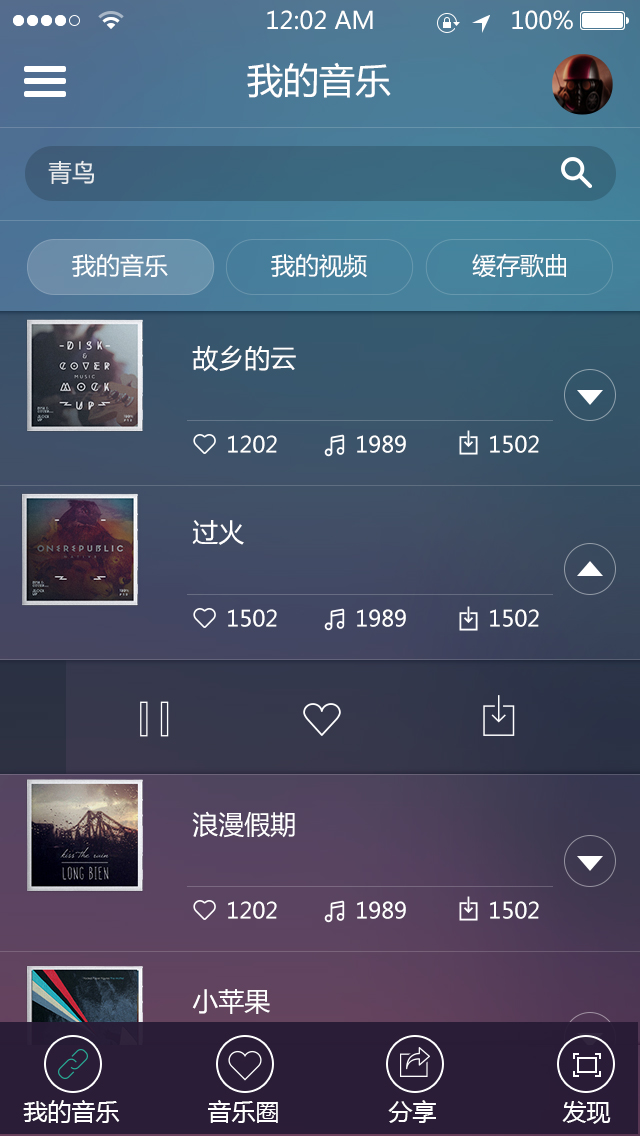 12:02 AM 100%
我的音乐
青鸟
我的音乐 我的视频 缓存歌曲
-DISK-
&
COVER
MUSIC
MOCK
UP
故乡的云
1202 1989 1502
ONEREPUBLIC
NATIVE
过火
1502 1989 1502
浪漫假期
kiss the rain
LONG BIEN
1202 1989 1502
小苹果
我的音乐 音乐圈 分享 发现